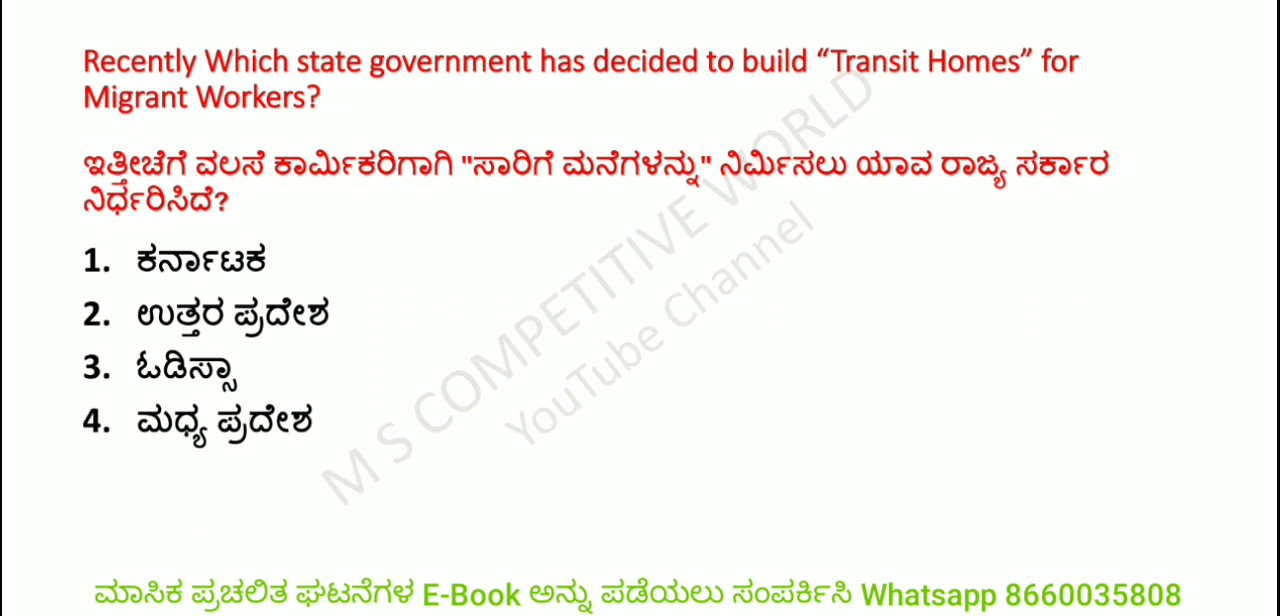 Recently Which state government has decided to build “Transit Homes” for
Migrant Workers?
ಇತ್ತೀಚೆಗೆ ವಲಸೆ ಕಾರ್ಮಿಕರಿಗಾಗಿ "ಸಾರಿಗೆ ಮನೆಗಳನ್ನು" ನಿರ್ಮಿಸಲು ಯಾವ ರಾಜ್ಯ ಸರ್ಕಾರ
ನಿರ್ಧರಿಸಿದೆ?
1. ಕರ್ನಾಟಕ
2. ಉತ್ತರ ಪ್ರದೇಶ
3. ಓಡಿಸ್ಸಾ
4. ಮಧ್ಯ ಪ್ರದೇಶ
M S COMPETITIVE WORLD
YouTube Channel
ಮಾಸಿಕ ಪ್ರಚಲಿತ ಘಟನೆಗಳ E-Book ಅನ್ನು ಪಡೆಯಲು ಸಂಪರ್ಕಿಸಿ Whatsapp 8660035808